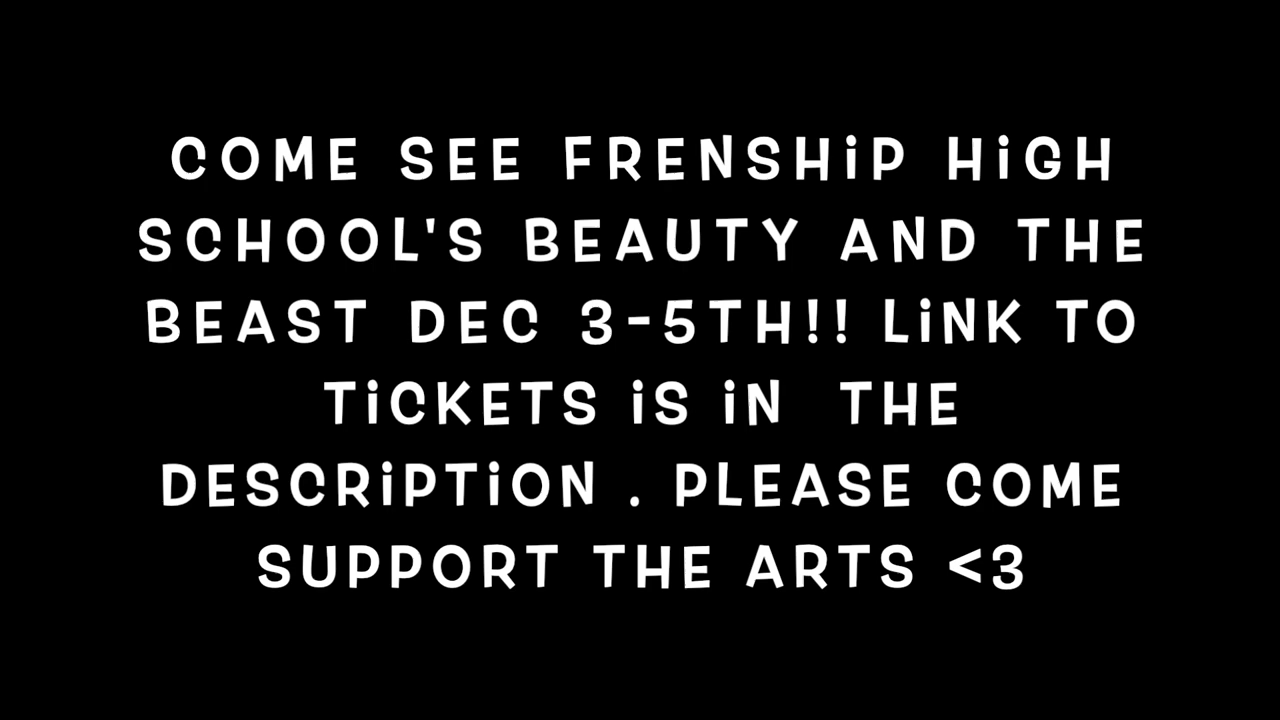 COME SEE FRENSHiP HiGH
SCHOOL'S BEAUTY AND THE
BEAST DEC 3-5TH!! LiNK TO
TiCKETS iS iN  THE
DESCRiPTiON . PLEASE COME
SUPPORT THE ARTS <3